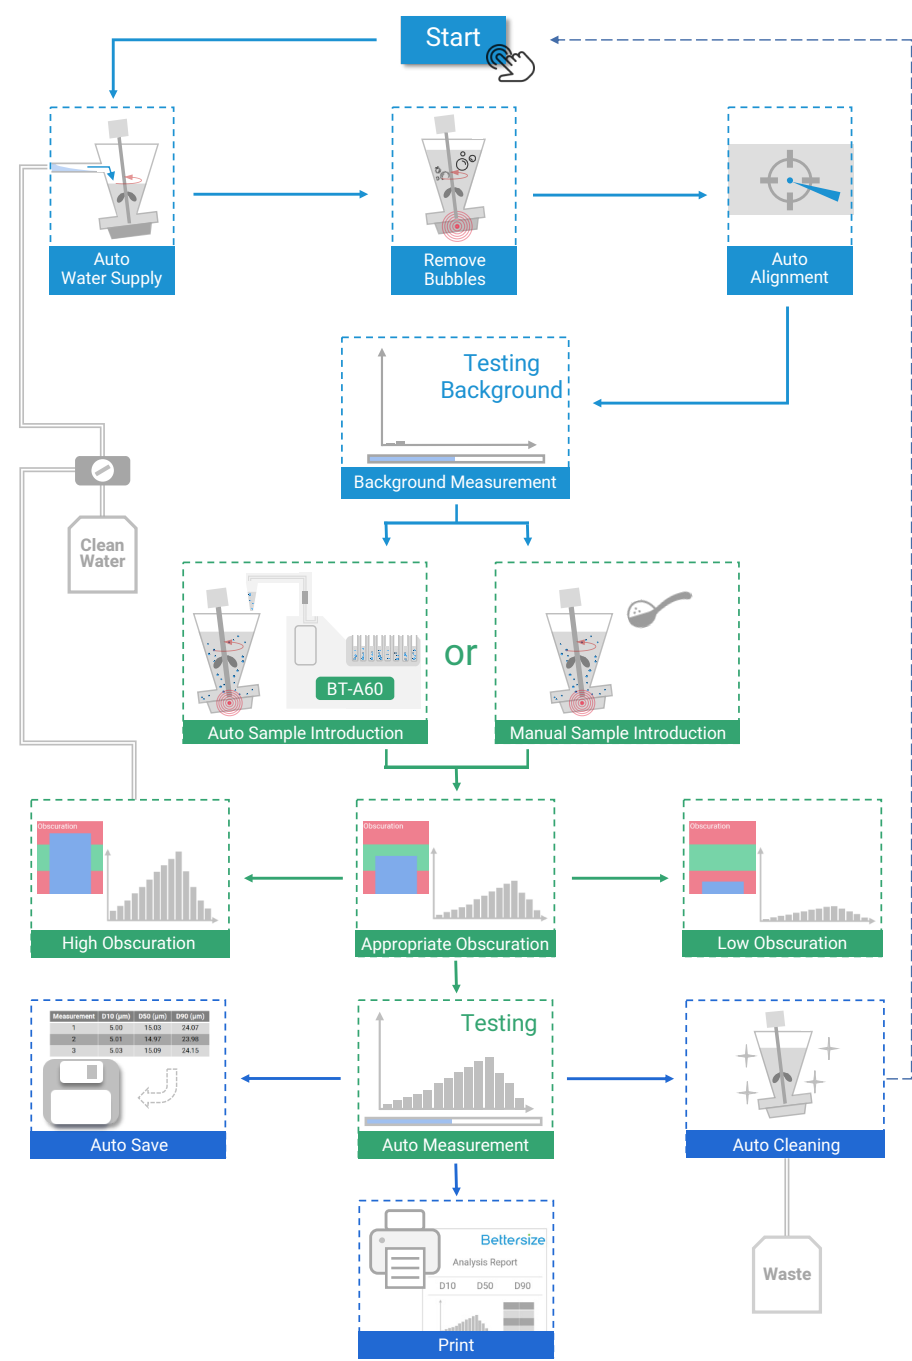 Start
Auto
Water Supply
Remove
Bubbles
Auto
Alignment
Testing
Background
Background Measurement
Clean
Water
BT-A60
Auto Sample Introduction
or
Manual Sample Introduction
Obscuration
High Obscuration
Obscuration
Appropriate Obscuration
Obscuration
Low Obscuration
Measurement D10 (μm) D50 (μm) D90 (μm)
1 5.00 15.03 24.07
2 5.01 14.97 23.98
3 5.03 15.09 24.15
Auto Save
Testing
Auto Measurement
Auto Cleaning
Bettersize
Analysis Report
D10 D50 D90
Print
Waste